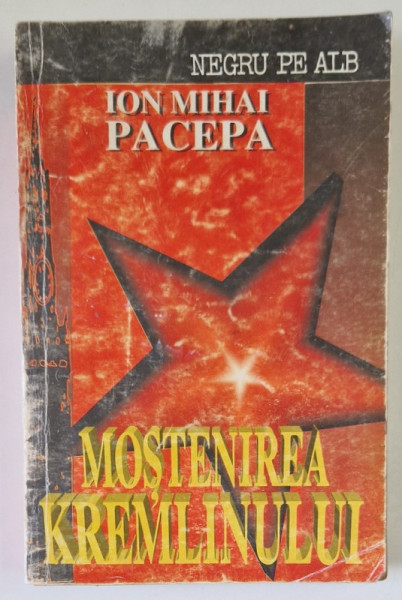 NEGRU PE ALB
ION MIHAI
PACEPA
MOȘTENIREA
KREMLINULUI